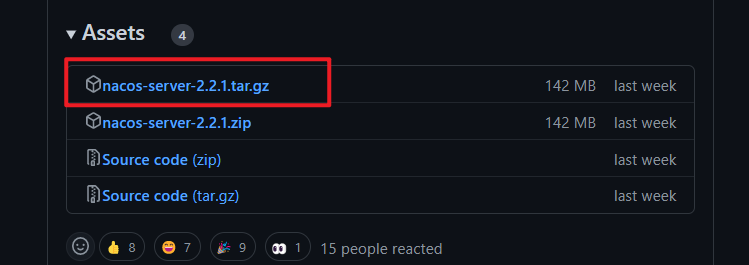 Assets 4
nacos-server-2.2.1.tar.gz 142 MB last week
nacos-server-2.2.1.zip 142 MB last week
Source code (zip) last week
Source code (tar.gz) last week
👍 8 😄 7 🎉 9 👀 1 15 people reacted